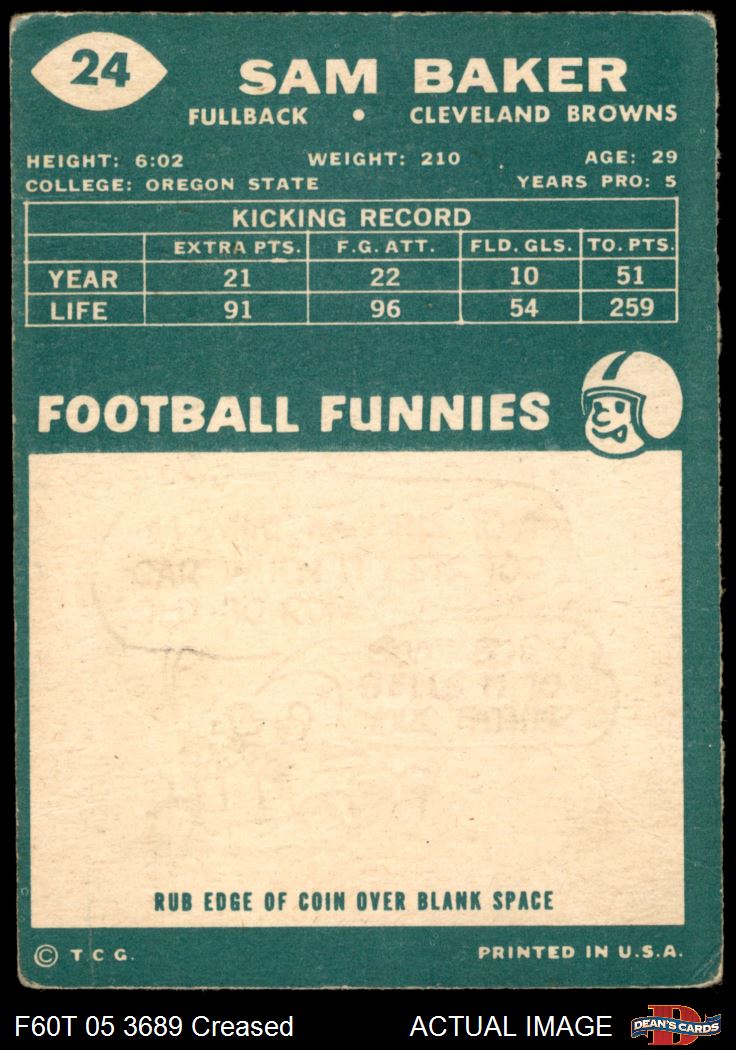 24
SAM BAKER
FULLBACK • CLEVELAND BROWNS
HEIGHT: 6:02 WEIGHT: 210 AGE: 29
COLLEGE: OREGON STATE YEARS PRO: 5
KICKING RECORD
EXTRA PTS. F.G. ATT. FLD. GLS. TO. PTS.
YEAR 21 22 10 51
LIFE 91 96 54 259
FOOTBALL FUNNIES
RUB EDGE OF COIN OVER BLANK SPACE
© T.C.G. PRINTED IN U.S.A.
F60T 05 3689 Creased ACTUAL IMAGE DEAN'S CARDS